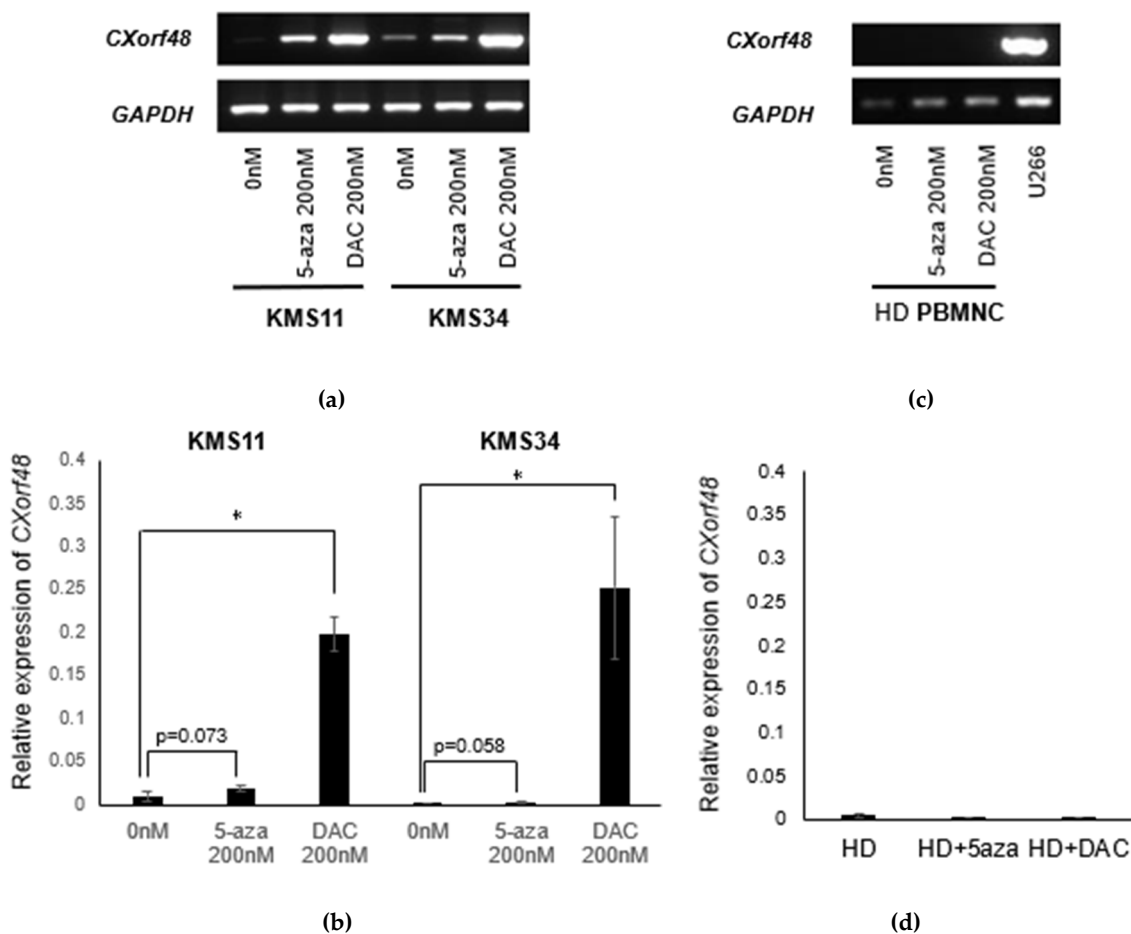 CXorf48
GAPDH
0nM
5-aza 200nM
DAC 200nM
0nM
5-aza 200nM
DAC 200nM
KMS11
KMS34
(a)
CXorf48
GAPDH
0nM
5-aza 200nM
DAC 200nM
U266
HD PBMNC
(c)
KMS11
KMS34
Relative expression of CXorf48
0.4
0.35
0.3
0.25
0.2
0.15
0.1
0.05
0
*
*
p=0.073
p=0.058
0nM
5-aza
200nM
DAC
200nM
0nM
5-aza
200nM
DAC
200nM
(b)
Relative expression of CXorf48
0.4
0.35
0.3
0.25
0.2
0.15
0.1
0.05
0
HD
HD+5aza
HD+DAC
(d)